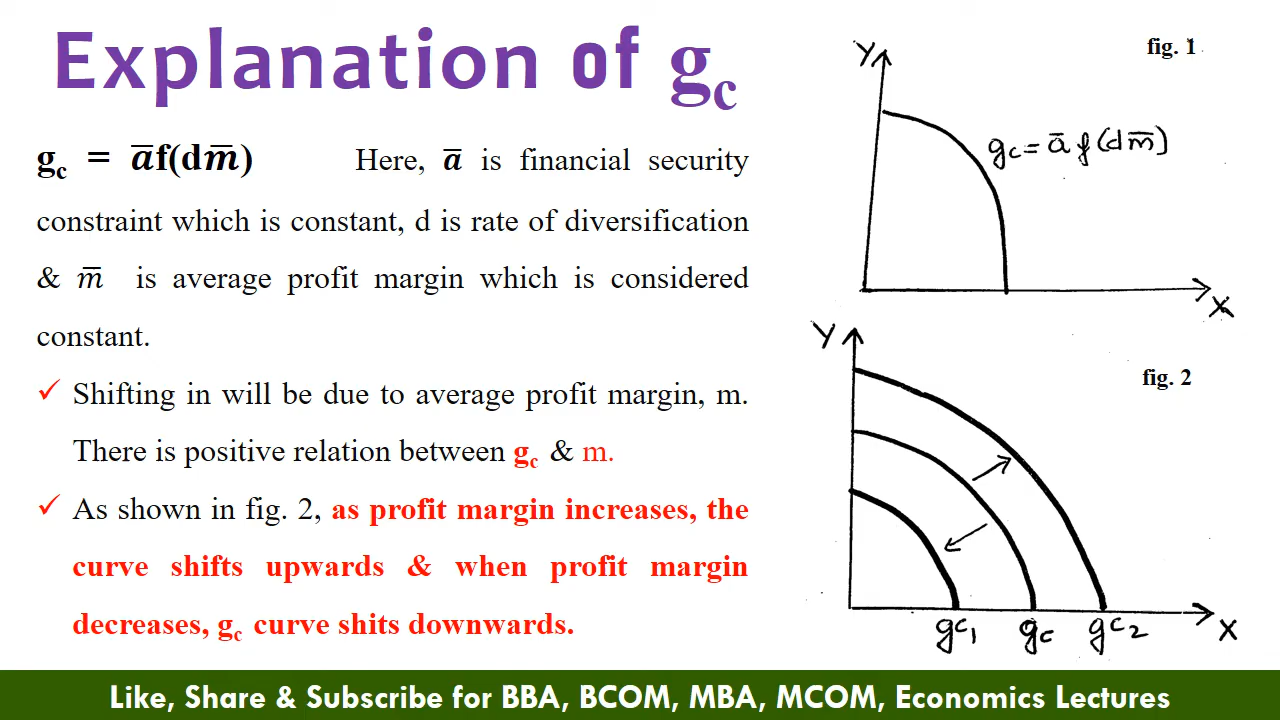 Explanation of gc
gc = a̅f(dm̅) Here, a̅ is financial security
constraint which is constant, d is rate of diversification
& m̅ is average profit margin which is considered
constant.
✓ Shifting in will be due to average profit margin, m.
There is positive relation between gc & m.
✓ As shown in fig. 2, as profit margin increases, the
curve shifts upwards & when profit margin
decreases, gc curve shits downwards.
fig. 1
Y
gc = a̅ f (dm̅)
X
Y
fig. 2
gc1 gc gc2 X
Like, Share & Subscribe for BBA, BCOM, MBA, MCOM, Economics Lectures